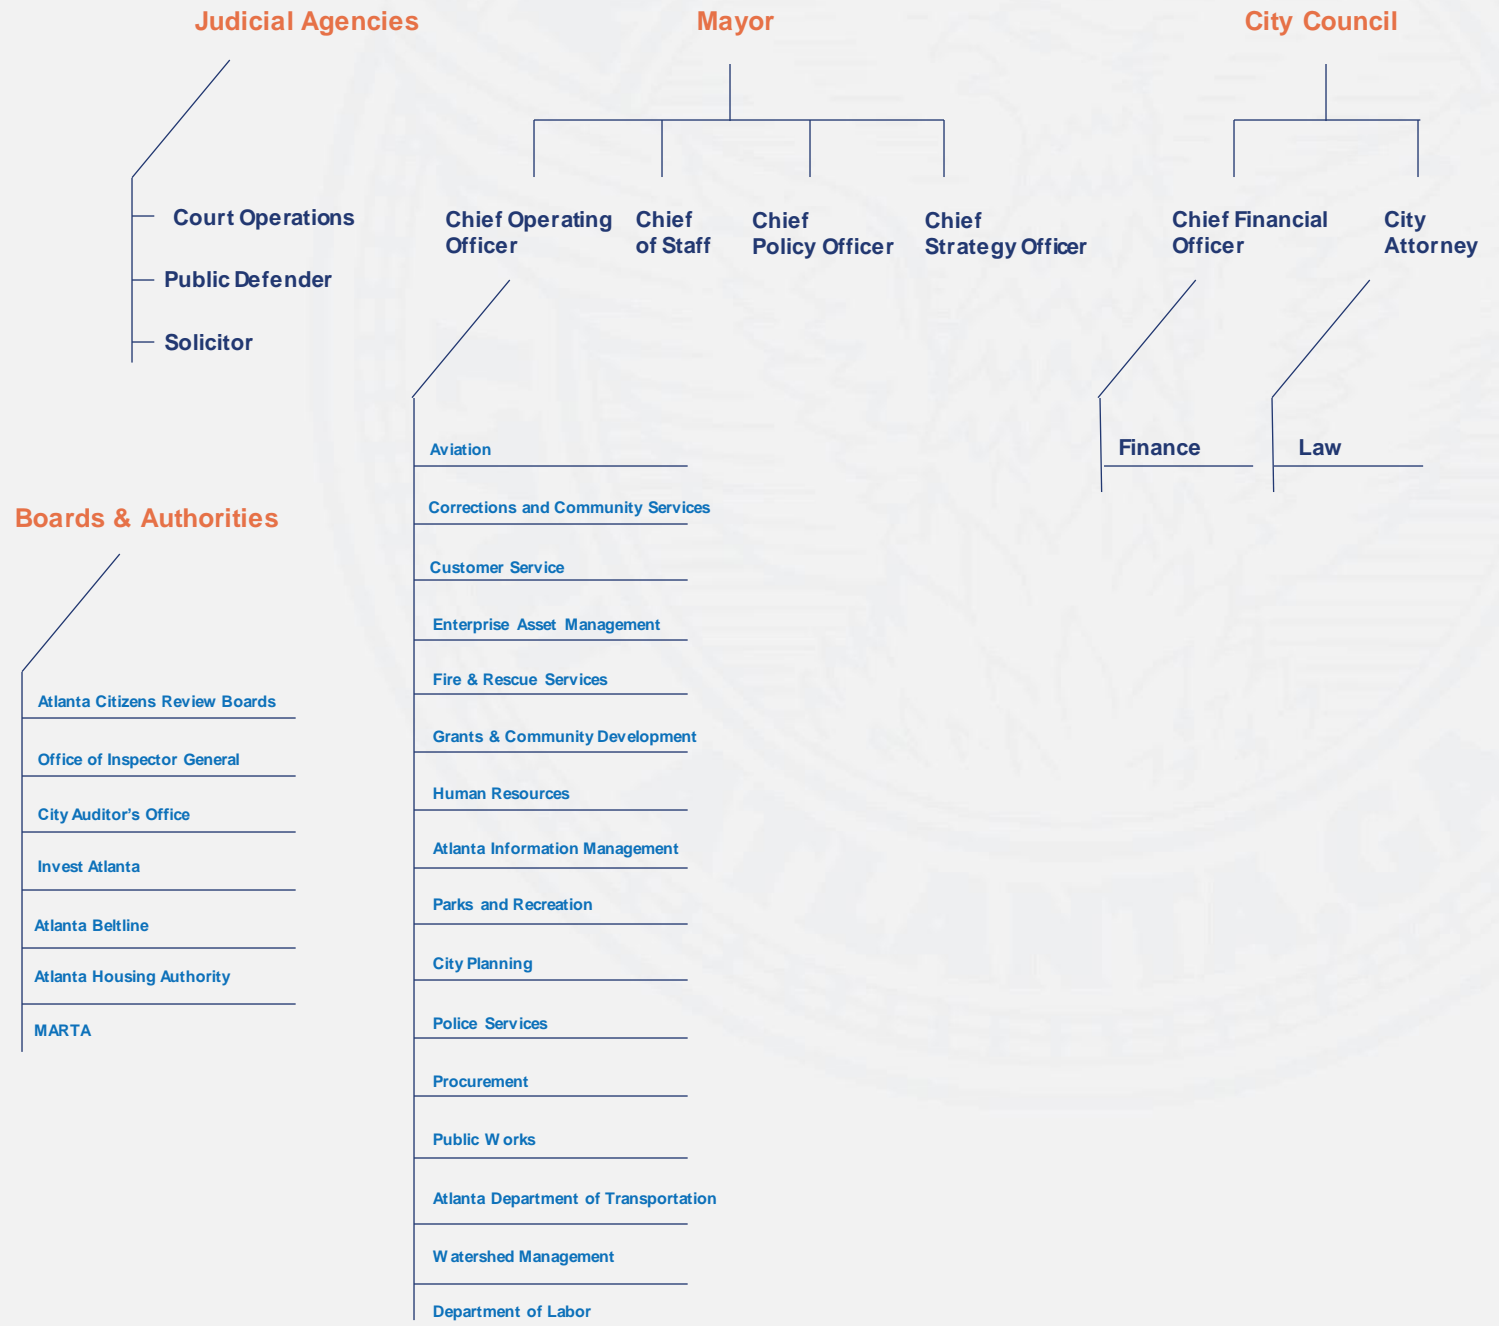 Judicial Agencies
Mayor
City Council
Court Operations
Public Defender
Solicitor
Chief Operating
Officer
Chief
of Staff
Chief
Policy Officer
Chief
Strategy Officer
Chief Financial
Officer
City
Attorney
Finance
Law
Boards & Authorities
Atlanta Citizens Review Boards
Office of Inspector General
City Auditor’s Office
Invest Atlanta
Atlanta Beltline
Atlanta Housing Authority
MARTA
Aviation
Corrections and Community Services
Customer Service
Enterprise Asset Management
Fire & Rescue Services
Grants & Community Development
Human Resources
Atlanta Information Management
Parks and Recreation
City Planning
Police Services
Procurement
Public Works
Atlanta Department of Transportation
Watershed Management
Department of Labor
ATLANTA, G